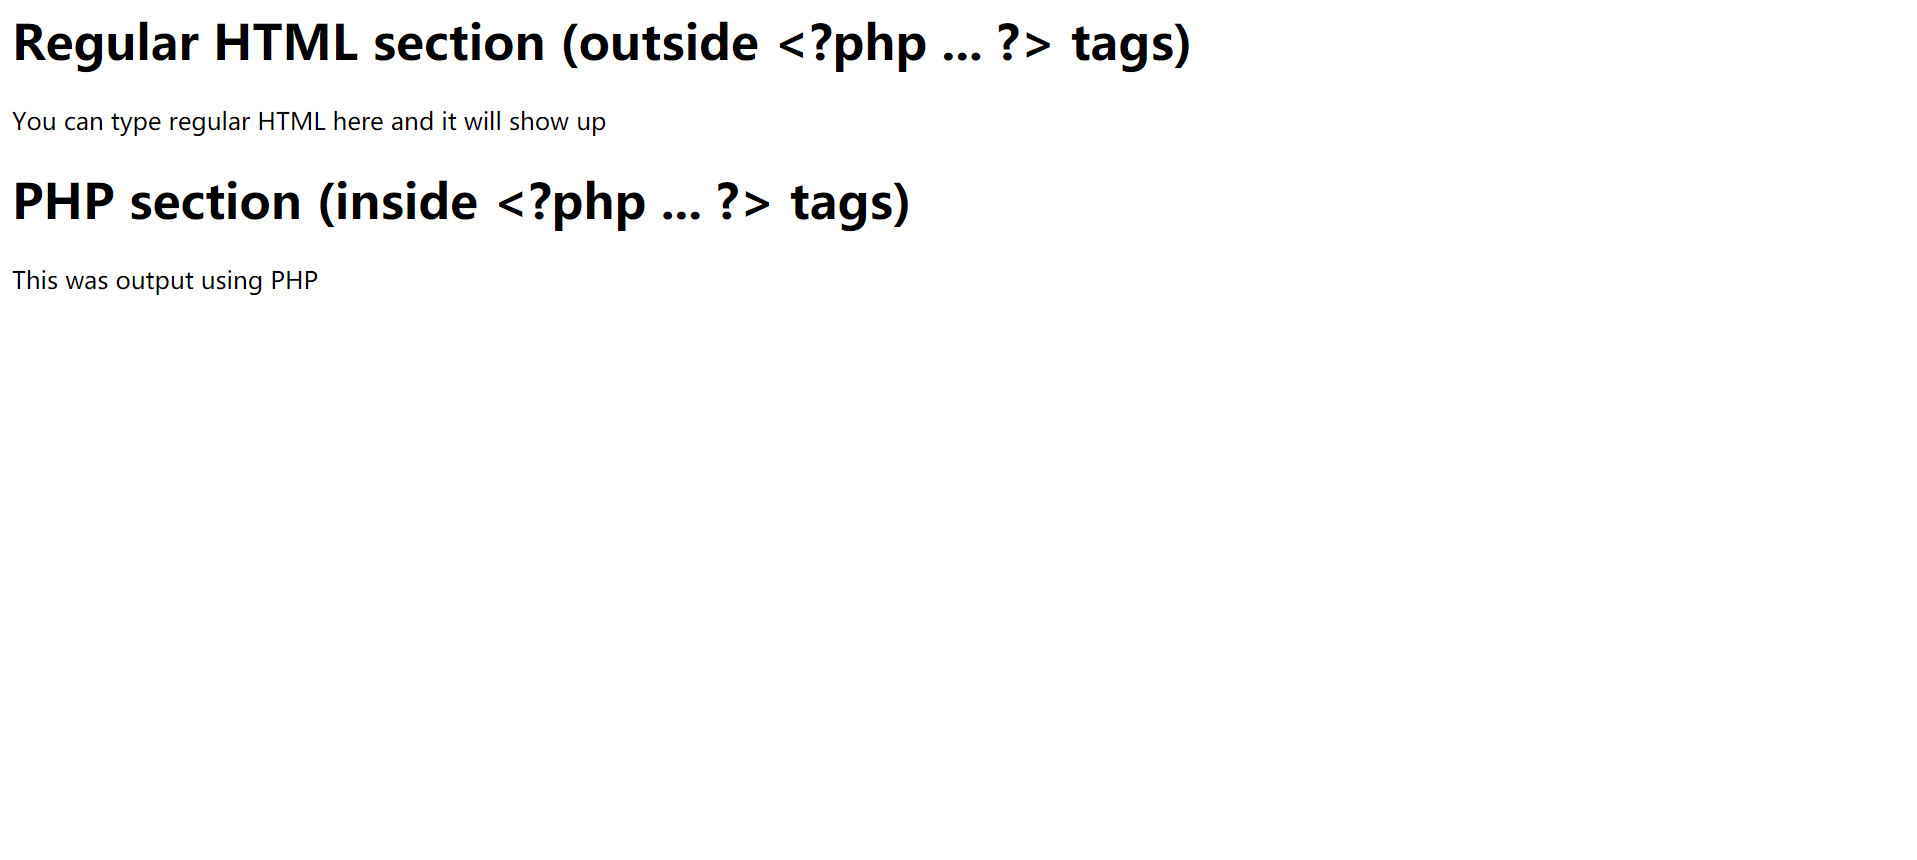 Regular HTML section (outside <?php ... ?> tags)
You can type regular HTML here and it will show up
PHP section (inside <?php ... ?> tags)
This was output using PHP